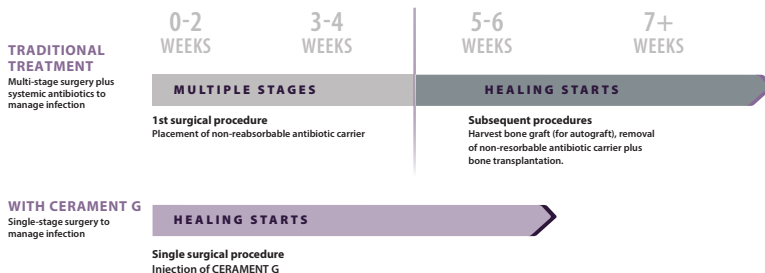 0-2
WEEKS
3-4
WEEKS
5-6
WEEKS
7+
WEEKS
TRADITIONAL
TREATMENT
Multi-stage surgery plus
systemic antibiotics to
manage infection
MULTIPLE STAGES
HEALING STARTS
1st surgical procedure
Placement of non-reabsorbable antibiotic carrier
Subsequent procedures
Harvest bone graft (for autograft), removal
of non-resorbable antibiotic carrier plus
bone transplantation.
WITH CERAMENT G
Single-stage surgery to
manage infection
HEALING STARTS
Single surgical procedure
Injection of CERAMENT G